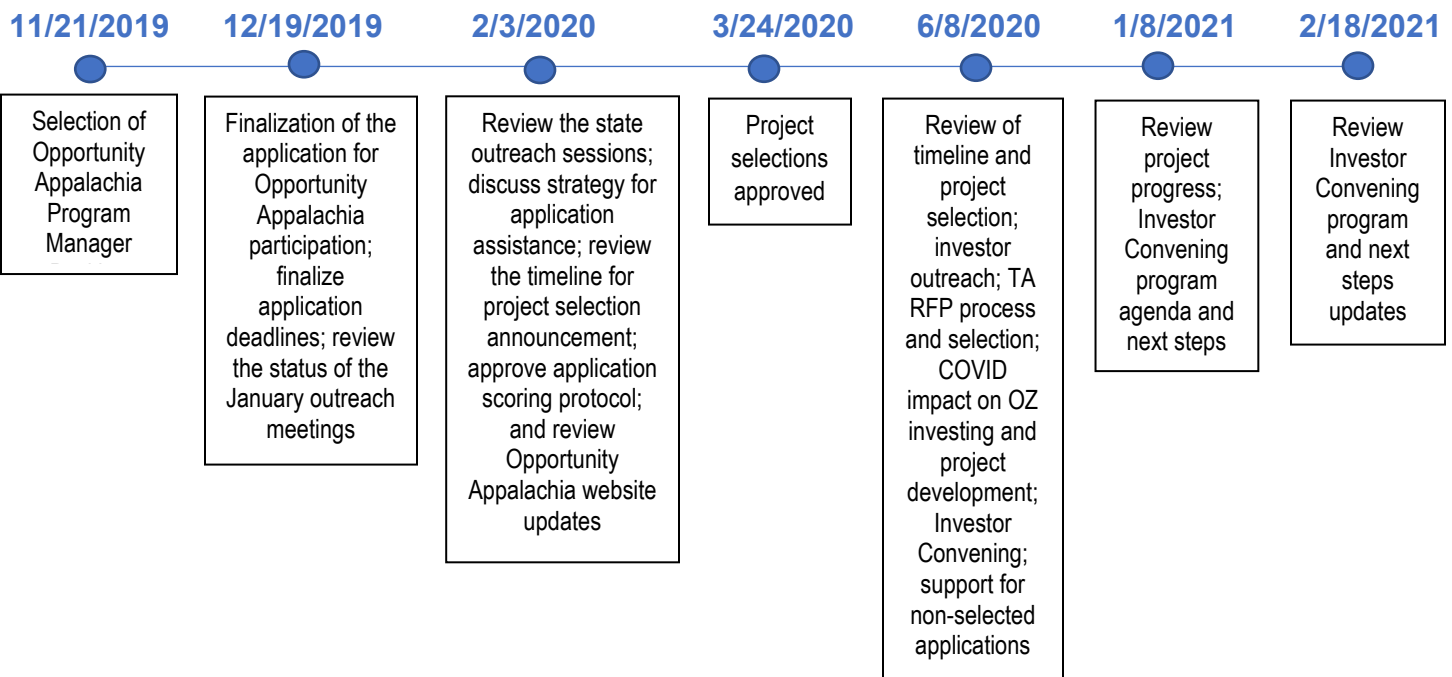 11/21/2019
12/19/2019
2/3/2020
3/24/2020
6/8/2020
1/8/2021
2/18/2021
Selection of
Opportunity
Appalachia
Program
Manager
Finalization of the
application for
Opportunity
Appalachia
participation;
finalize
application
deadlines; review
the status of the
January outreach
meetings
Review the state
outreach sessions;
discuss strategy for
application
assistance; review
the timeline for
project selection
announcement;
approve application
scoring protocol;
and review
Opportunity
Appalachia website
updates
Project
selections
approved
Review of
timeline and
project
selection;
investor
outreach; TA
RFP process
and selection;
COVID
impact on OZ
investing and
project
development;
Investor
Convening;
support for
non-selected
applications
Review
project
progress;
Investor
Convening
program
agenda and
next steps
Review
Investor
Convening
program
and next
steps
updates